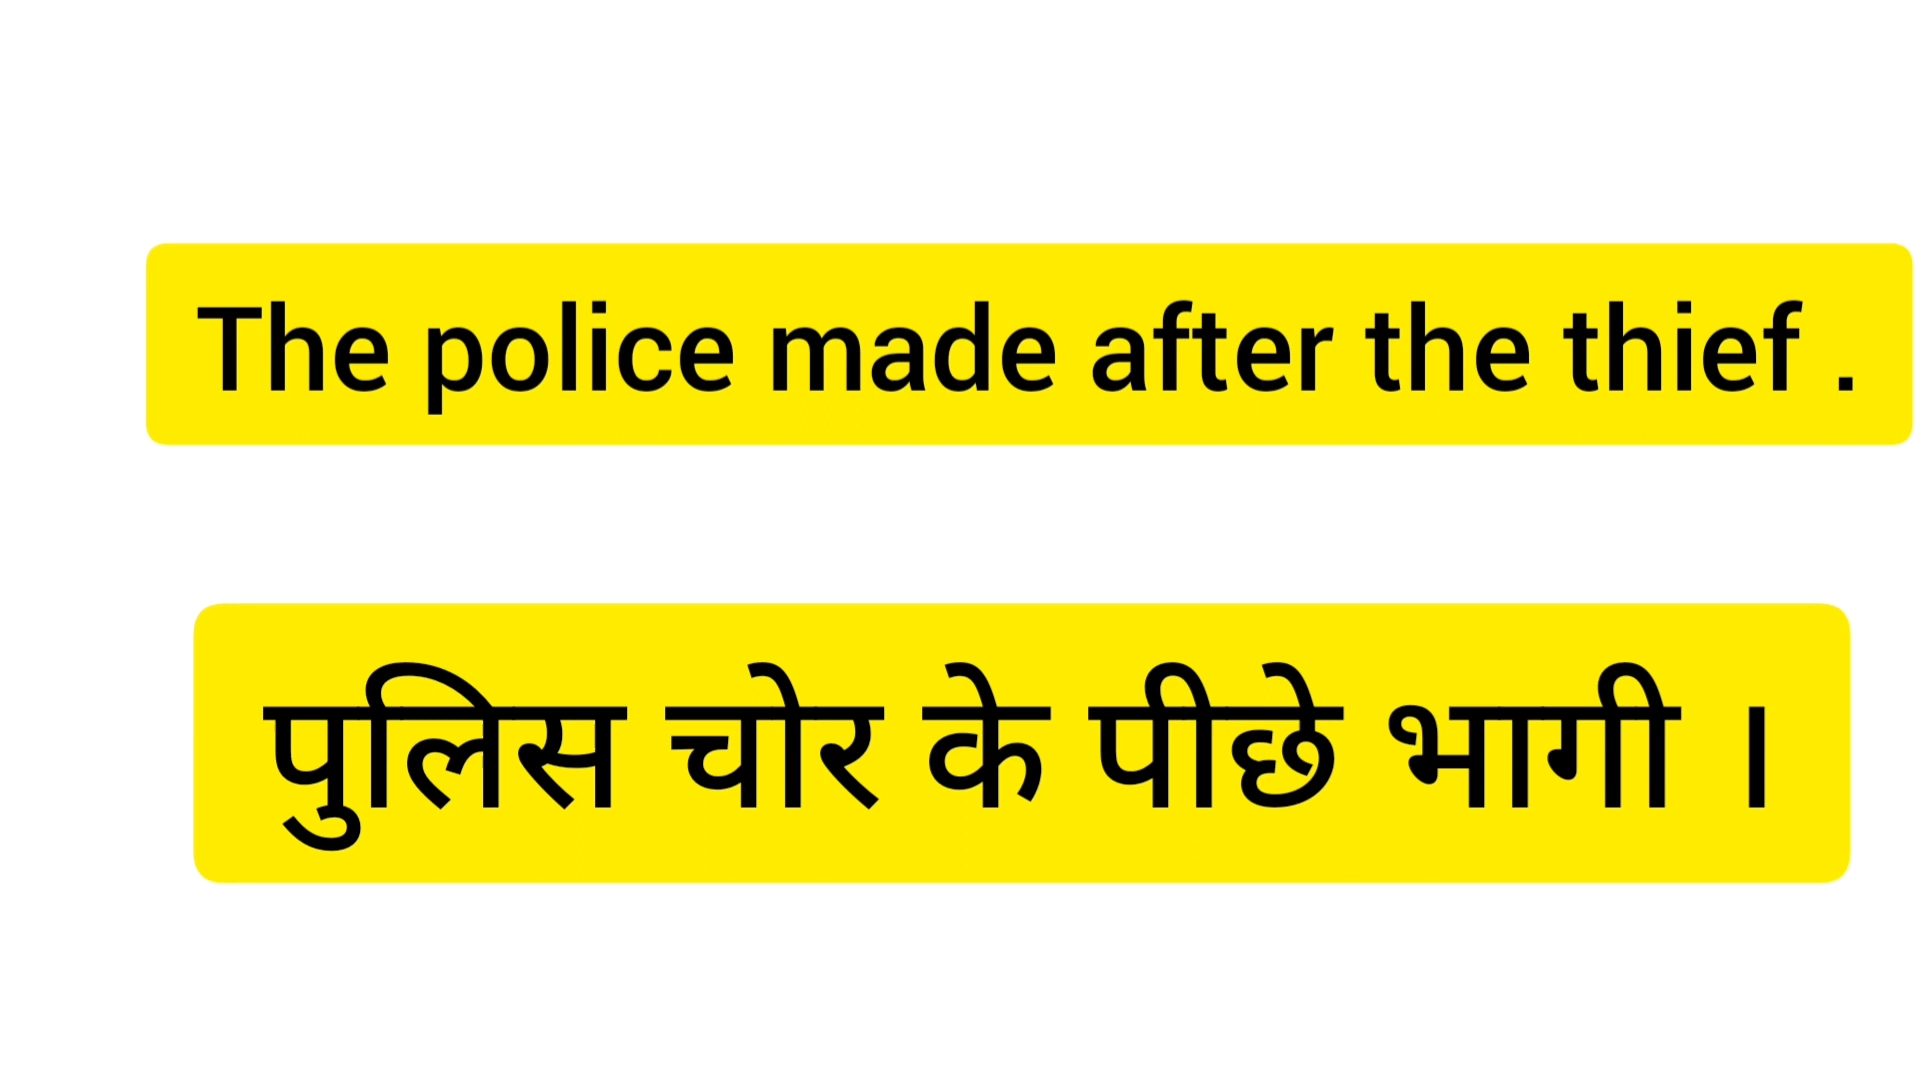 The police made after the thief .
पुलिस चोर के पीछे भागी ।